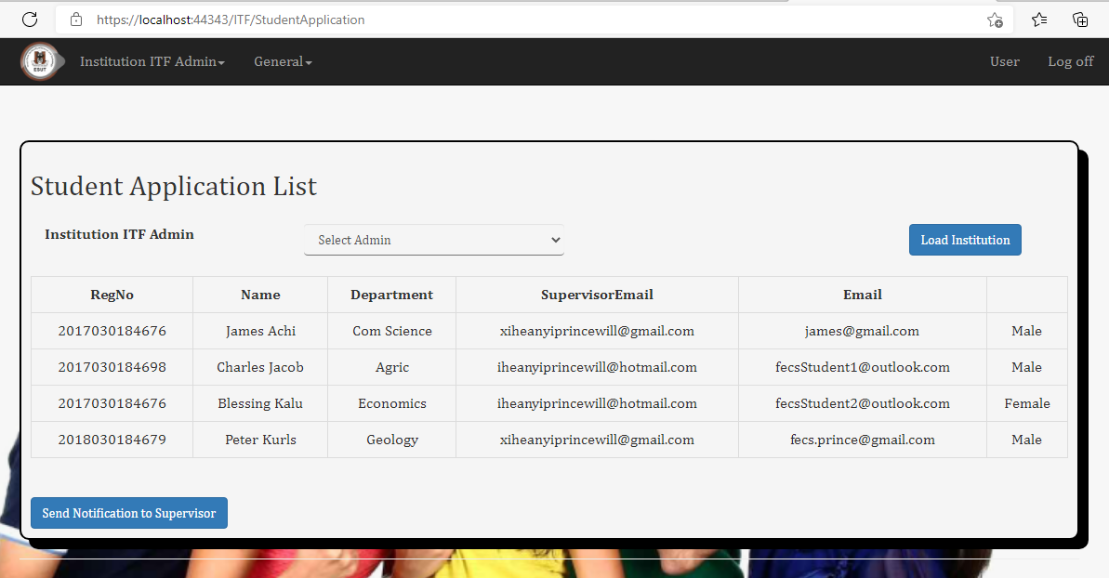 https://localhost:44343/ITF/StudentApplication
Institution ITF Admin General User Log off
Student Application List
Institution ITF Admin Select Admin Load Institution
RegNo Name Department SupervisorEmail Email
2017030184676 James Achi Com Science xiheanyiprincewill@gmail.com james@gmail.com Male
2017030184698 Charles Jacob Agric iheanyiprincewill@hotmail.com fecsStudent1@outlook.com Male
2017030184676 Blessing Kalu Economics iheanyiprincewill@hotmail.com fecsStudent2@outlook.com Female
2018030184679 Peter Kurls Geology xiheanyiprincewill@gmail.com fecs.prince@gmail.com Male
Send Notification to Supervisor